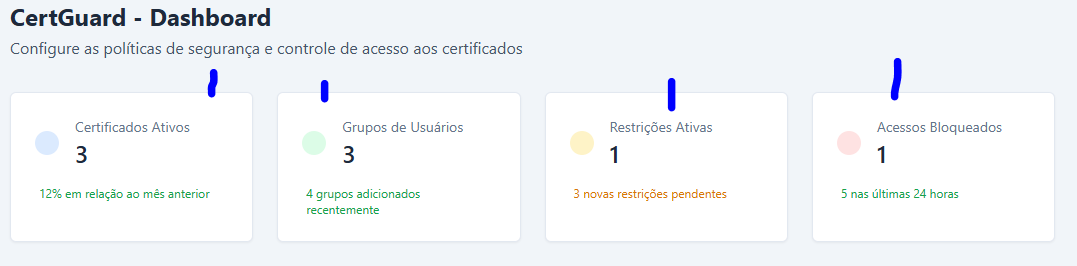 CertGuard - Dashboard
Configure as políticas de segurança e controle de acesso aos certificados
Certificados Ativos
3
12% em relação ao mês anterior
Grupos de Usuários
3
4 grupos adicionados
recentemente
Restrições Ativas
1
3 novas restrições pendentes
Acessos Bloqueados
1
5 nas últimas 24 horas